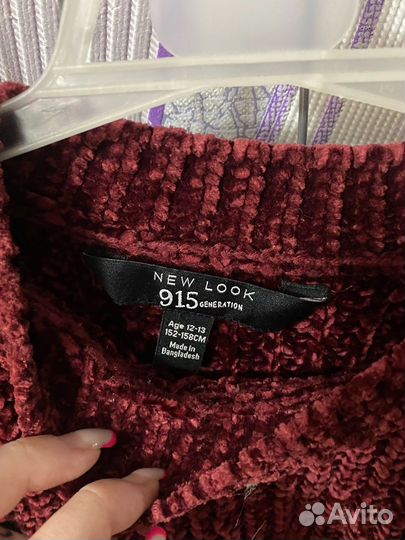 NEW LOOK
915 GENERATION
Age 12-13
152-158CM
Made in
Bangladesh
Avito